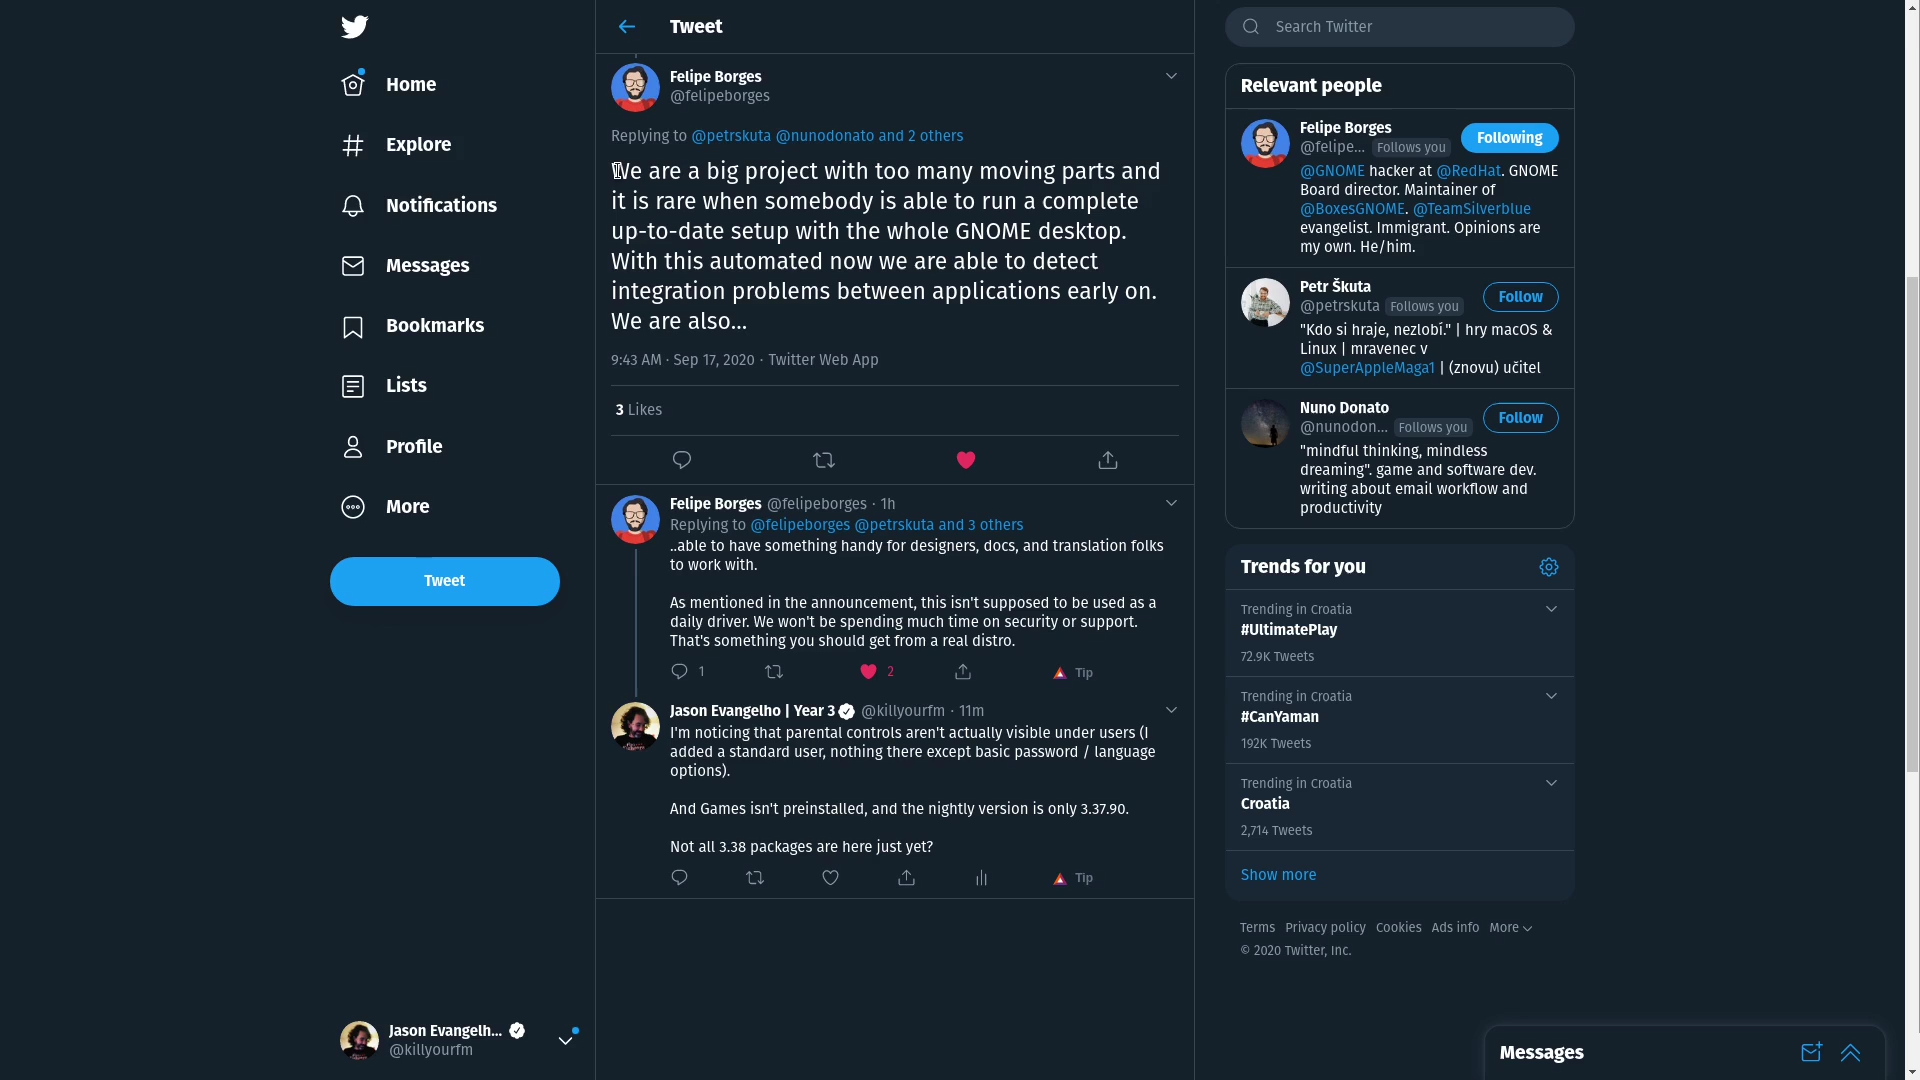 Home
Explore
Notifications
Messages
Bookmarks
Lists
Profile
More
Tweet
Jason Evangelh...
@killyourfm
Tweet
Felipe Borges
@felipeborges
Replying to @petrskuta @nunodonato and 2 others
We are a big project with too many moving parts and
it is rare when somebody is able to run a complete
up-to-date setup with the whole GNOME desktop.
With this automated now we are able to detect
integration problems between applications early on.
We are also...
9:43 AM · Sep 17, 2020 · Twitter Web App
3 Likes
Felipe Borges @felipeborges · 1h
Replying to @felipeborges @petrskuta and 3 others
..able to have something handy for designers, docs, and translation folks
to work with.
As mentioned in the announcement, this isn't supposed to be used as a
daily driver. We won't be spending much time on security or support.
That's something you should get from a real distro.
1 2 Tip
Jason Evangelho | Year 3 @killyourfm · 11m
I'm noticing that parental controls aren't actually visible under users (I
added a standard user, nothing there except basic password / language
options).
And Games isn't preinstalled, and the nightly version is only 3.37.90.
Not all 3.38 packages are here just yet?
Tip
Search Twitter
Relevant people
Felipe Borges
@felipe... Follows you
Following
@GNOME hacker at @RedHat. GNOME
Board director. Maintainer of
@BoxesGNOME. @TeamSilverblue
evangelist. Immigrant. Opinions are
my own. He/him.
Petr Škuta
@petrskuta Follows you
Follow
"Kdo si hraje, nezlobí." | hry macOS &
Linux | mravenec v
@SuperAppleMaga1 | (znovu) učitel
Nuno Donato
@nunodon... Follows you
Follow
"mindful thinking, mindless
dreaming". game and software dev.
writing about email workflow and
productivity
Trends for you
Trending in Croatia
#UltimatePlay
72.9K Tweets
Trending in Croatia
#CanYaman
192K Tweets
Trending in Croatia
Croatia
2,714 Tweets
Show more
Terms Privacy policy Cookies Ads info More
© 2020 Twitter, Inc.
Messages